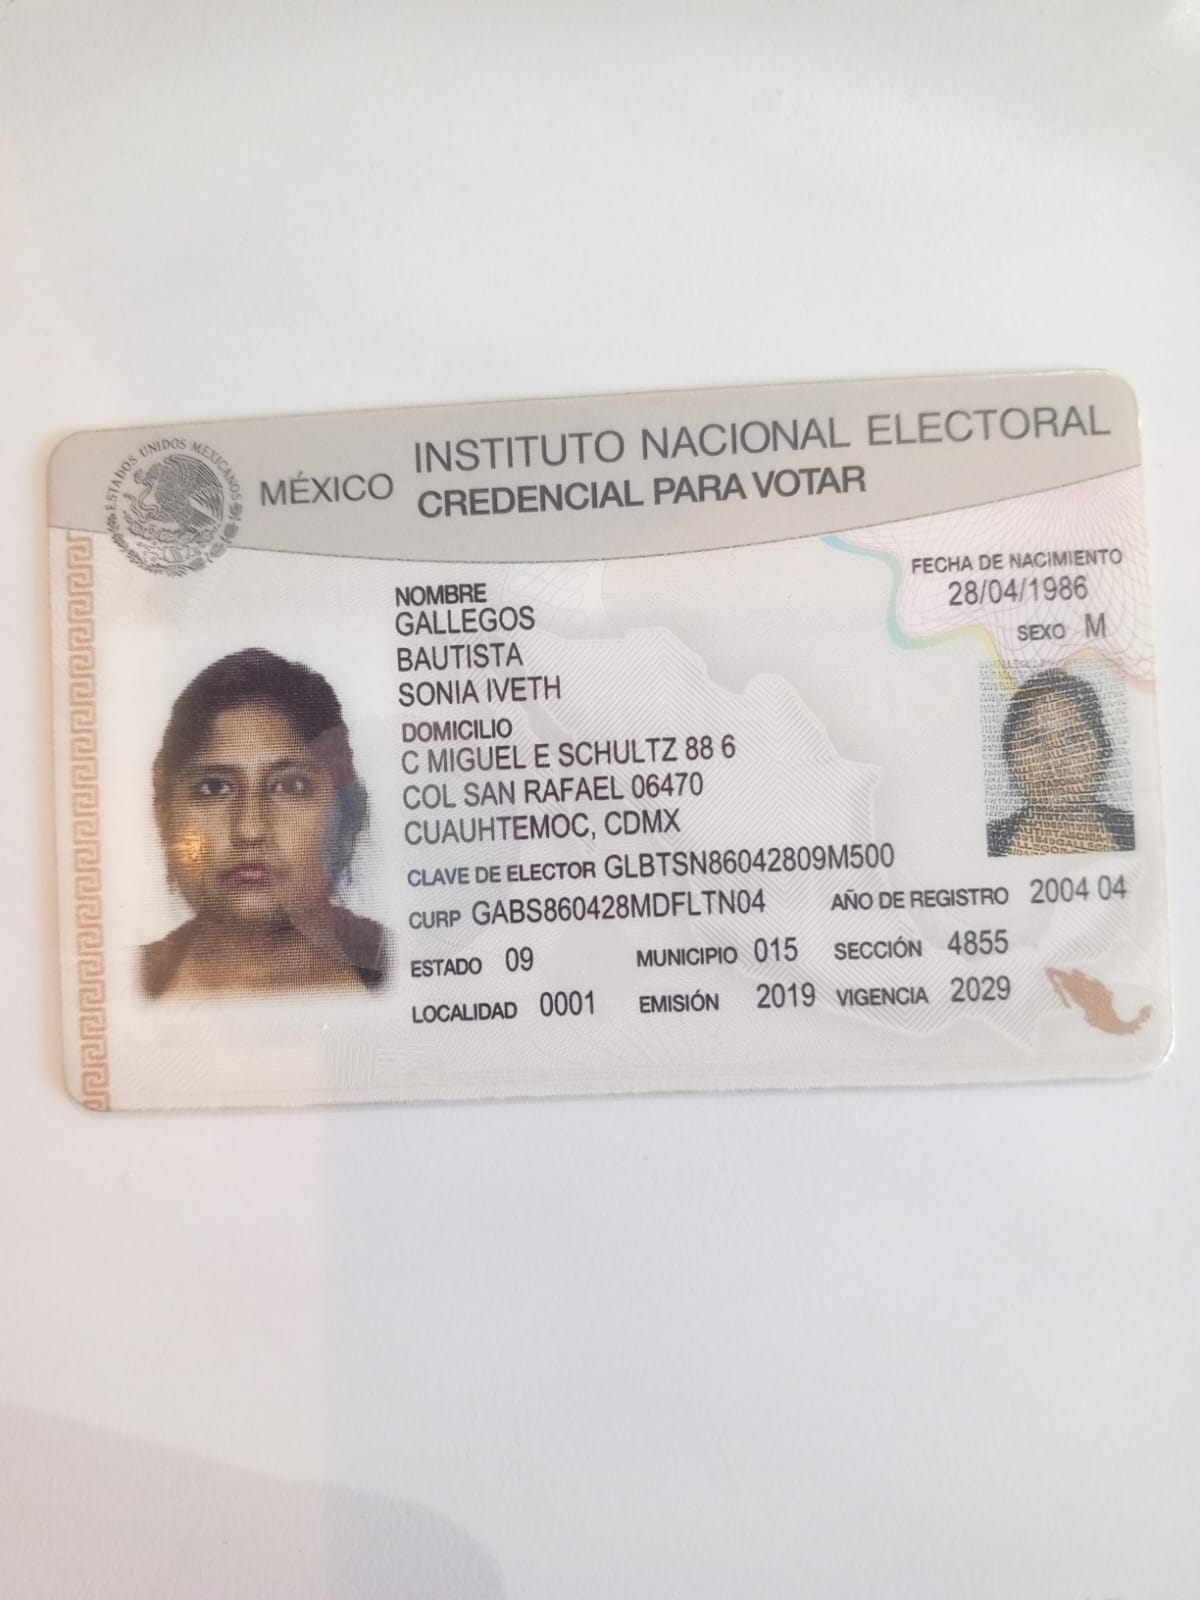 ESTADOS UNIDOS MEXICANOS
MÉXICO
INSTITUTO NACIONAL ELECTORAL
CREDENCIAL PARA VOTAR
FECHA DE NACIMIENTO
28/04/1986
SEXO M
NOMBRE
GALLEGOS
BAUTISTA
SONIA IVETH
DOMICILIO
C MIGUEL E SCHULTZ 88 6
COL SAN RAFAEL 06470
CUAUHTEMOC, CDMX
CLAVE DE ELECTOR GLBTSN86042809M500
CURP GABS860428MDFLTN04 AÑO DE REGISTRO 2004 04
ESTADO 09 MUNICIPIO 015 SECCIÓN 4855
LOCALIDAD 0001 EMISIÓN 2019 VIGENCIA 2029